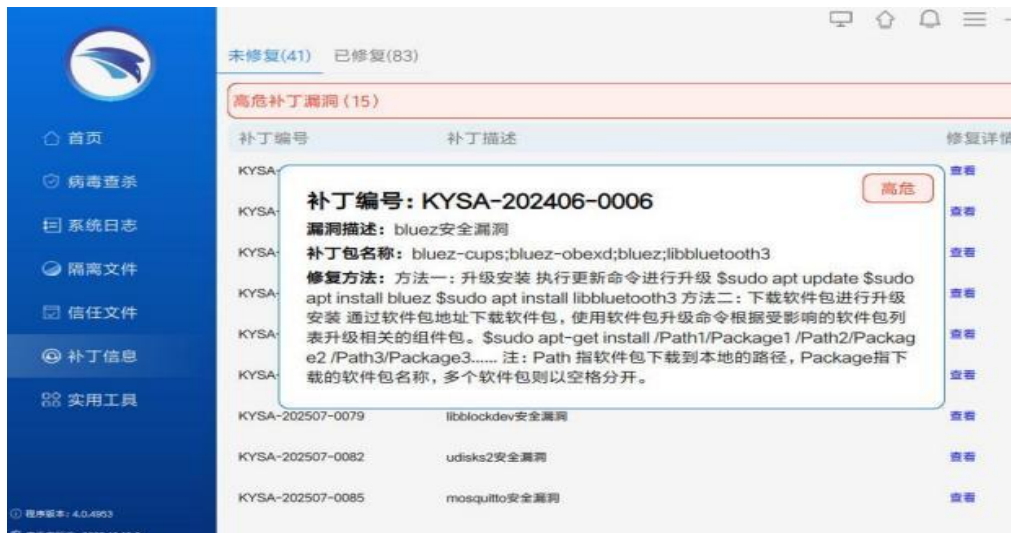 未修复(41) 已修复(83)
高危补丁漏洞 (15)
补丁编号 补丁描述 修复详情
首页
病毒查杀
系统日志
隔离文件
信任文件
补丁信息
实用工具
程序版本: 4.0.4953
KYSA- 查看
KYSA- 查看
KYSA- 查看
KYSA- 查看
KYSA- 查看
KYSA- 查看
补丁编号: KYSA-202406-0006 高危
漏洞描述: bluez安全漏洞
补丁包名称: bluez-cups;bluez-obexd;bluez;libbluetooth3
修复方法: 方法一: 升级安装 执行更新命令进行升级 $sudo apt update $sudo
apt install bluez $sudo apt install libbluetooth3 方法二: 下载软件包进行升级
安装 通过软件包地址下载软件包, 使用软件包升级命令根据受影响的软件包列
表升级相关的组件包。$sudo apt-get install /Path1/Package1 /Path2/Packag
e2 /Path3/Package3...... 注: Path 指软件包下载到本地的路径, Package指下
载的软件包名称, 多个软件包则以空格分开。
KYSA-202507-0079 libblockdev安全漏洞 查看
KYSA-202507-0082 udisks2安全漏洞 查看
KYSA-202507-0085 mosquitto安全漏洞 查看